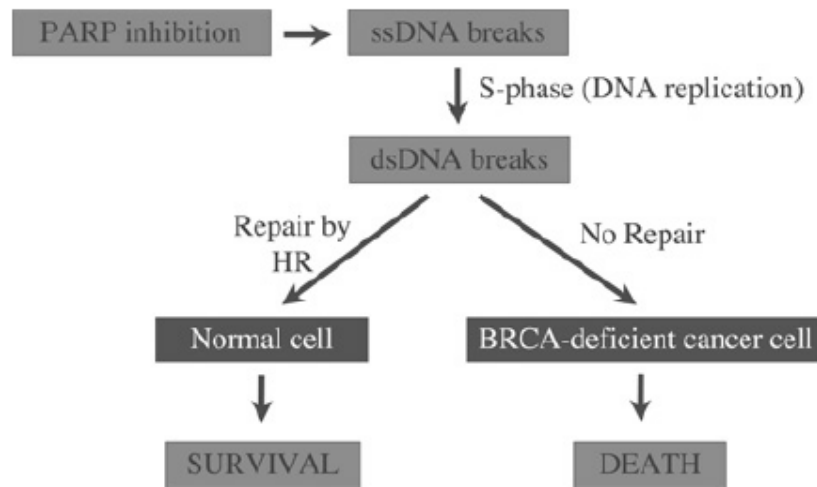 PARP inhibition
ssDNA breaks
S-phase (DNA replication)
dsDNA breaks
Repair by
HR
No Repair
Normal cell
BRCA-deficient cancer cell
SURVIVAL
DEATH